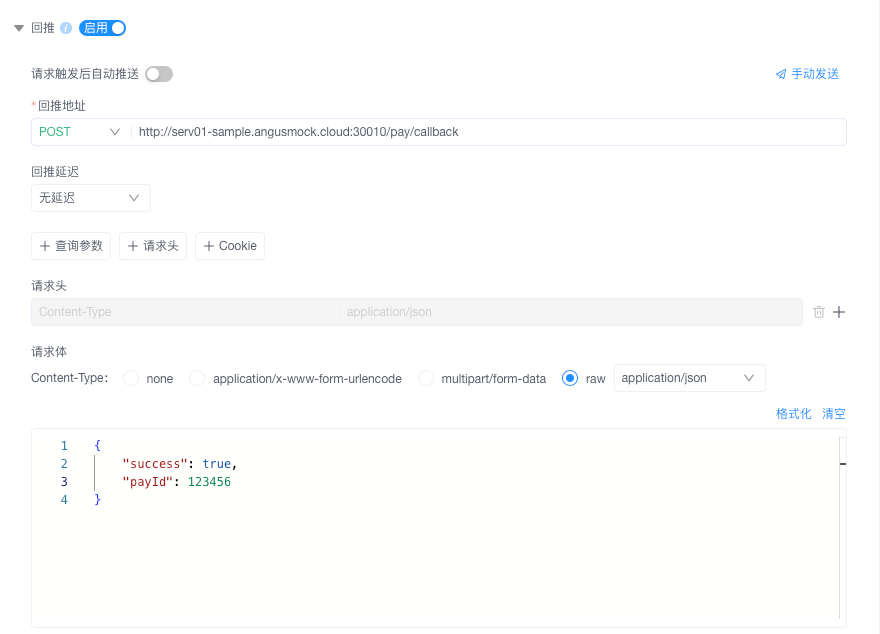 回推 i 启用
请求触发后自动推送 手动发送
*回推地址
POST http://serv01-sample.angusmock.cloud:30010/pay/callback
回推延迟
无延迟
+ 查询参数 + 请求头 + Cookie
请求头
Content-Type application/json
请求体
Content-Type: none application/x-www-form-urlencode multipart/form-data raw application/json
格式化 清空
1 {
2 "success": true,
3 "payId": 123456
4 }